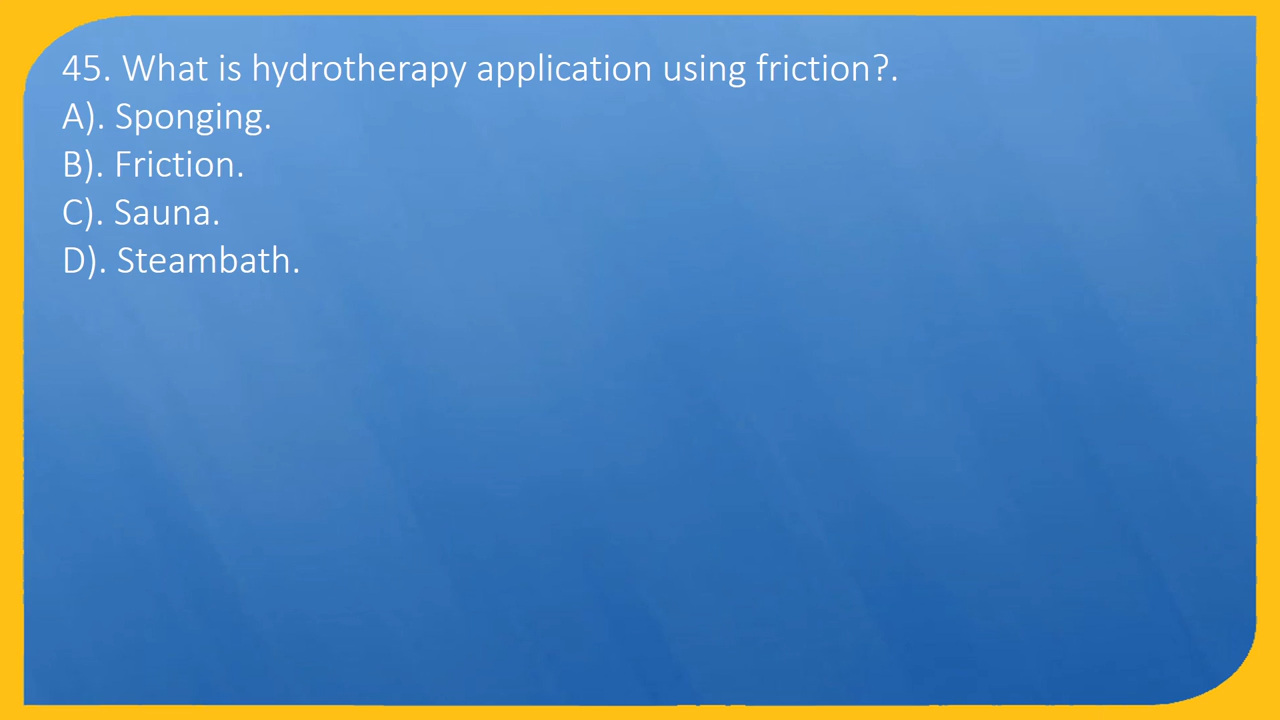 45. What is hydrotherapy application using friction?.
A). Sponging.
B). Friction.
C). Sauna.
D). Steambath.